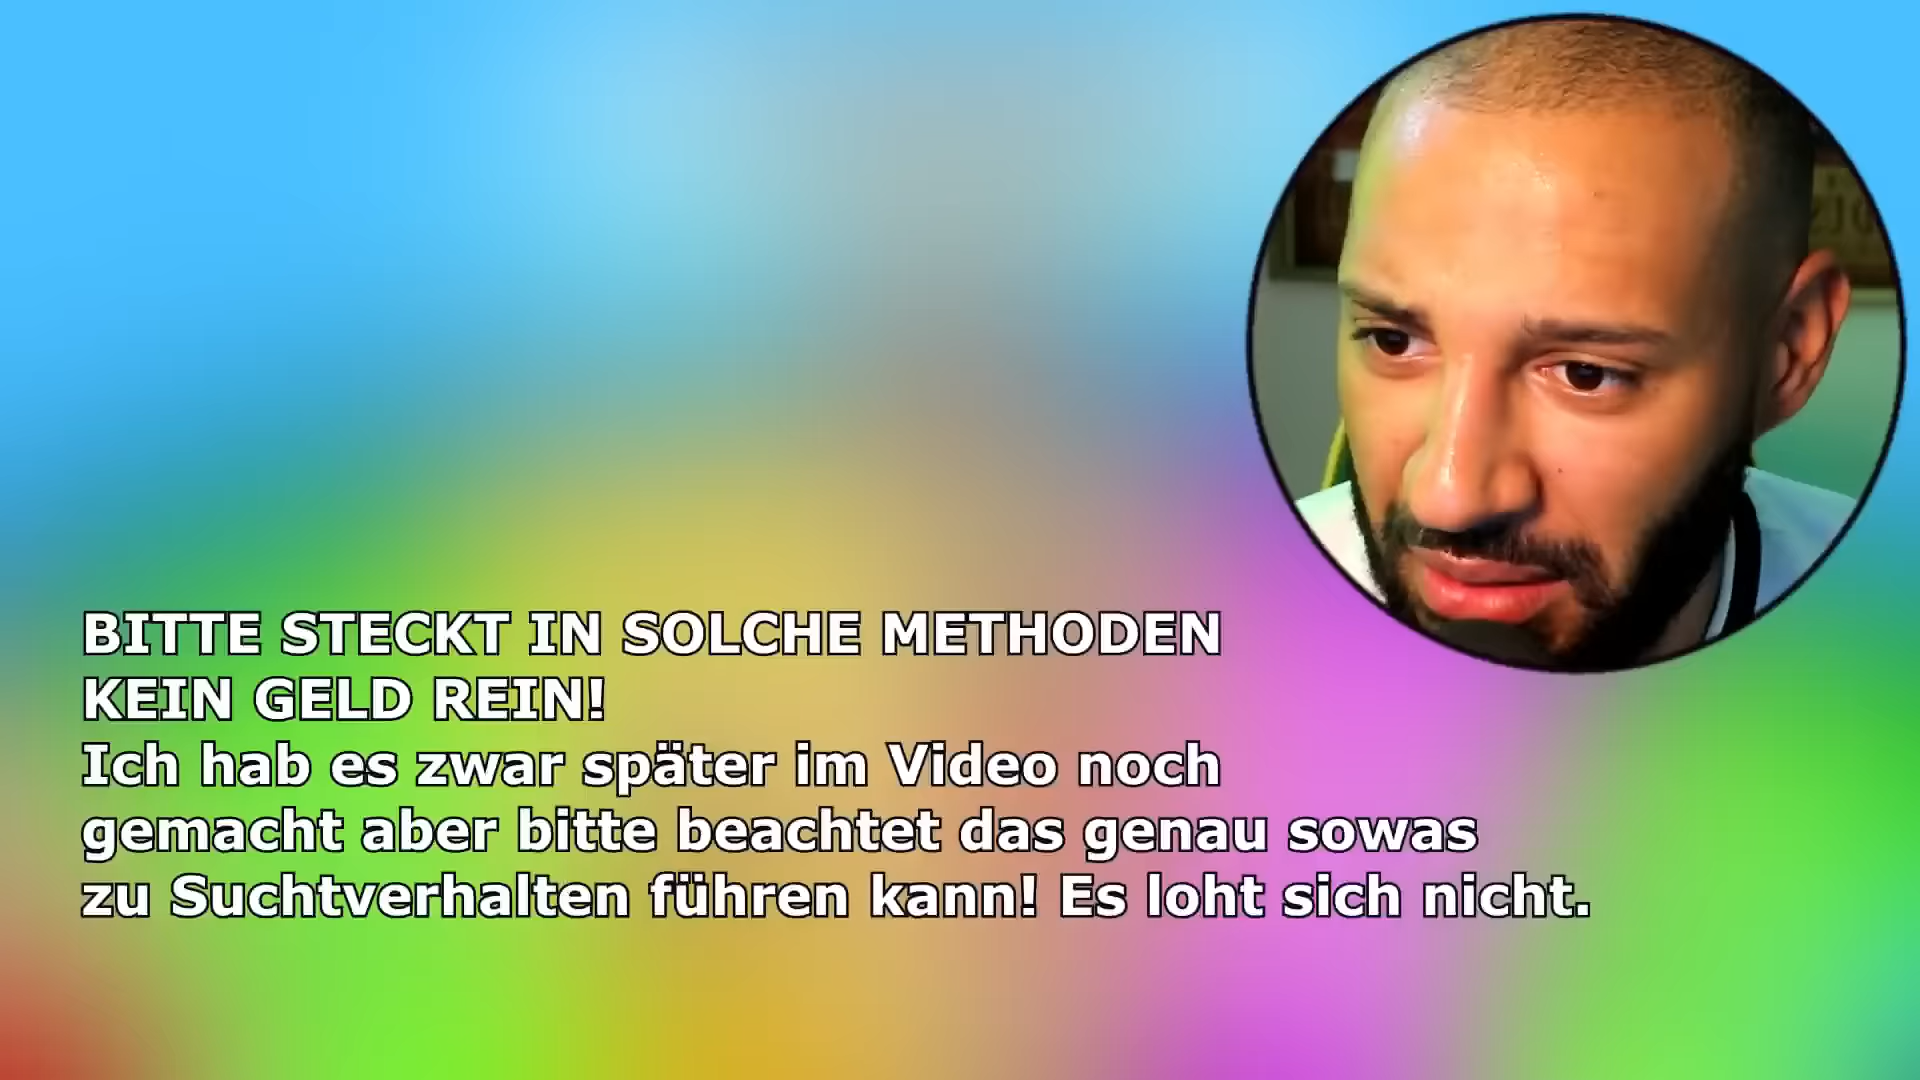 BITTE STECKT IN SOLCHE METHODEN
KEIN GELD REIN!
Ich hab es zwar später im Video noch
gemacht aber bitte beachtet das genau sowas
zu Suchtverhalten führen kann! Es loht sich nicht.